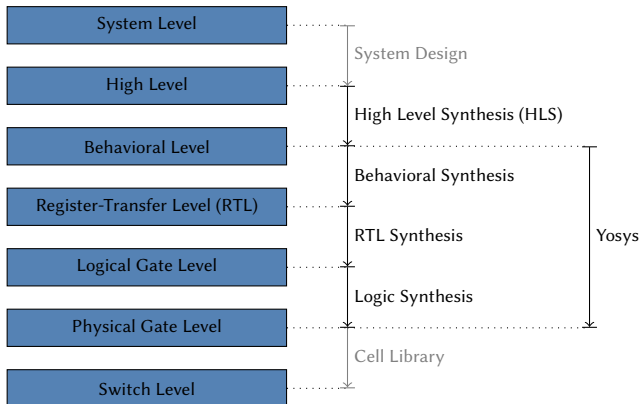 System Level
System Design
High Level
High Level Synthesis (HLS)
Behavioral Level
Behavioral Synthesis
Register-Transfer Level (RTL)
RTL Synthesis
Yosys
Logical Gate Level
Logic Synthesis
Physical Gate Level
Cell Library
Switch Level